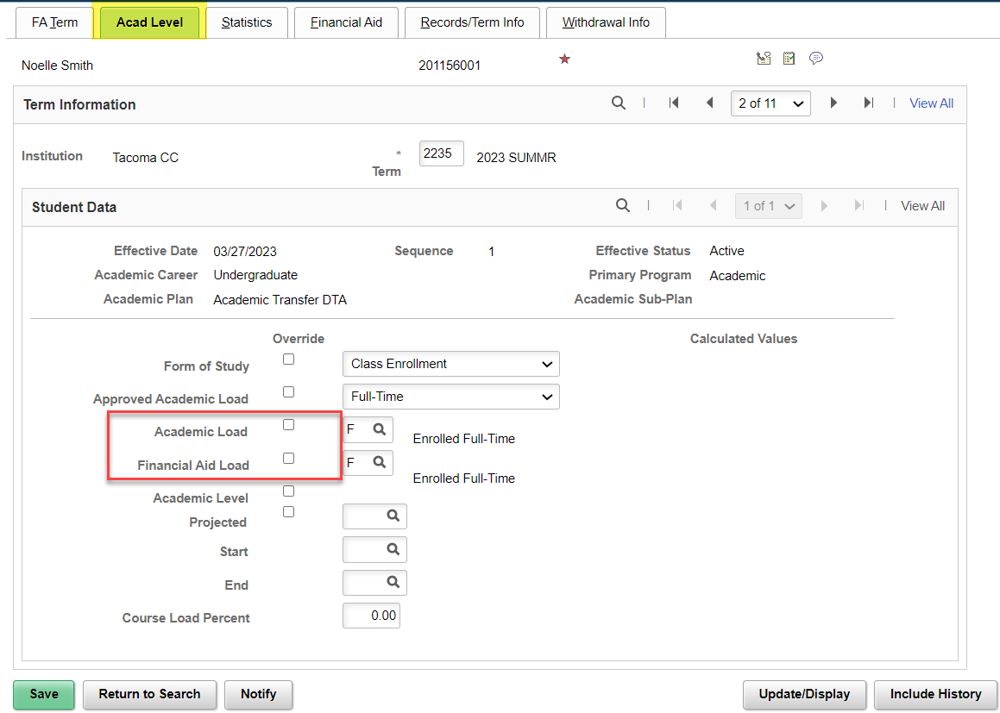 FA Term Acad Level Statistics Financial Aid Records/Term Info Withdrawal Info
Noelle Smith 201156001
Term Information 2 of 11 View All
Institution Tacoma CC * Term 2235 2023 SUMMR
Student Data 1 of 1 View All
Effective Date 03/27/2023 Sequence 1 Effective Status Active
Academic Career Undergraduate Primary Program Academic
Academic Plan Academic Transfer DTA Academic Sub-Plan
Override Calculated Values
Form of Study Class Enrollment
Approved Academic Load Full-Time
Academic Load F Enrolled Full-Time
Financial Aid Load F Enrolled Full-Time
Academic Level
Projected
Start
End
Course Load Percent 0.00
Save Return to Search Notify Update/Display Include History